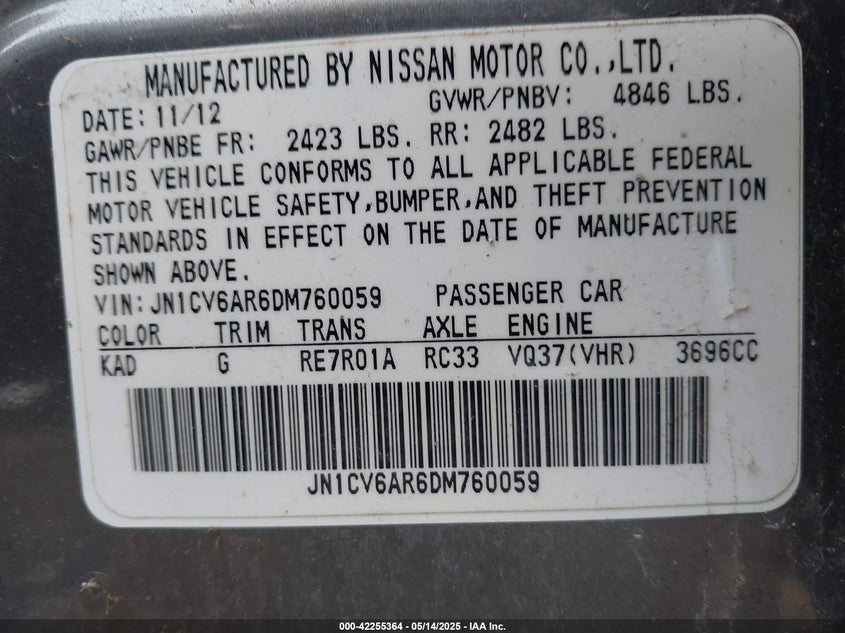 MANUFACTURED BY NISSAN MOTOR CO.,LTD.
DATE: 11/12 GVWR/PNBV: 4846 LBS.
GAWR/PNBE FR: 2423 LBS. RR: 2482 LBS.
THIS VEHICLE CONFORMS TO ALL APPLICABLE FEDERAL
MOTOR VEHICLE SAFETY,BUMPER,AND THEFT PREVENTION
STANDARDS IN EFFECT ON THE DATE OF MANUFACTURE
SHOWN ABOVE.
VIN:JN1CV6AR6DM760059 PASSENGER CAR
COLOR TRIM TRANS AXLE ENGINE
KAD G RE7R01A RC33 VQ37(VHR) 3696CC
JN1CV6AR6DM760059
000-42255364 - 05/14/2025 - IAA Inc.